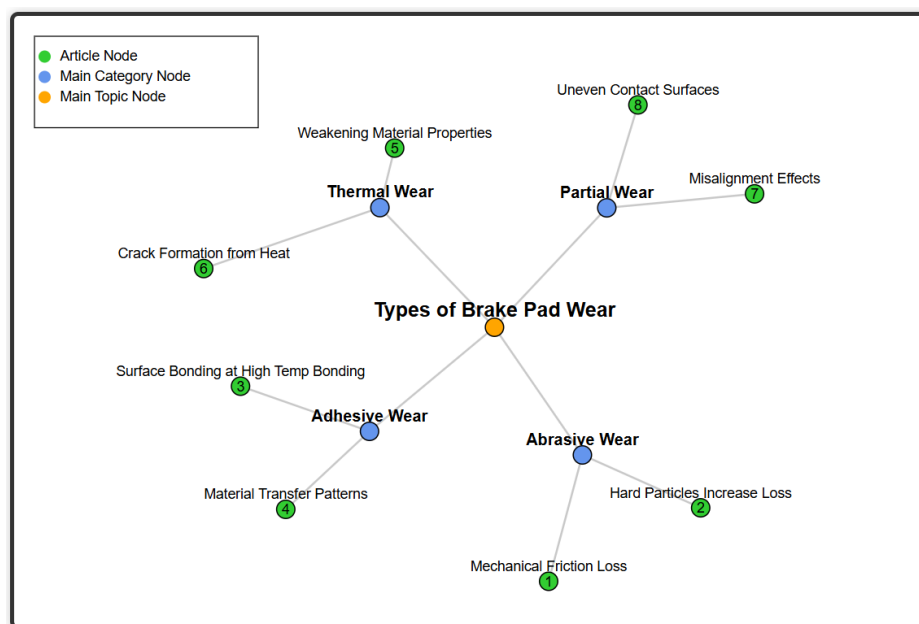 Article Node
Main Category Node
Main Topic Node
Uneven Contact Surfaces
8
Weakening Material Properties
5
Thermal Wear
Partial Wear
Misalignment Effects
7
Crack Formation from Heat
6
Types of Brake Pad Wear
Surface Bonding at High Temp Bonding
3
Adhesive Wear
Abrasive Wear
Material Transfer Patterns
4
Hard Particles Increase Loss
2
Mechanical Friction Loss
1